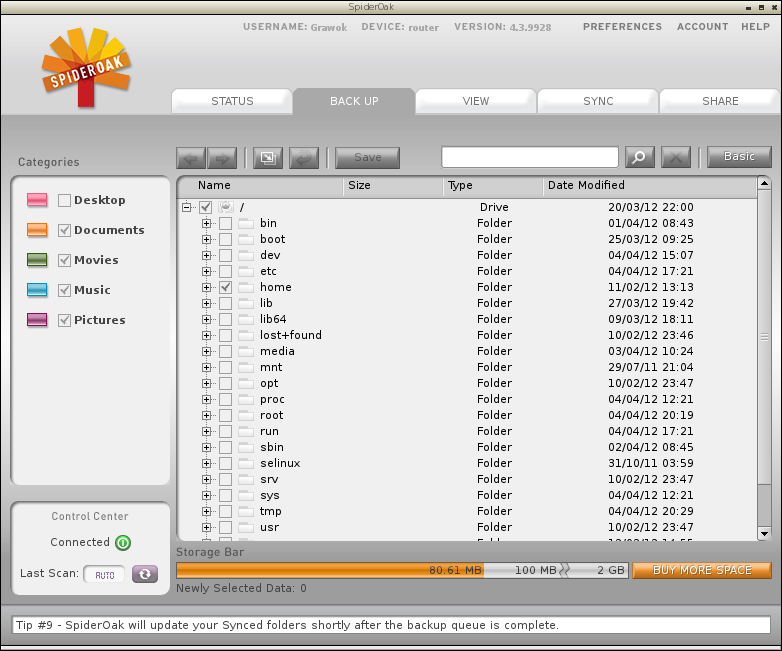 SpiderOak
USERNAME: Grawok DEVICE: router VERSION: 4.3.9928 PREFERENCES ACCOUNT HELP
SPIDEROAK
STATUS BACK UP VIEW SYNC SHARE
Categories
Save
Basic
Desktop
Documents
Movies
Music
Pictures
Name Size Type Date Modified
/ Drive 20/03/12 22:00
bin Folder 01/04/12 08:43
boot Folder 25/03/12 09:25
dev Folder 04/04/12 15:07
etc Folder 04/04/12 17:21
home Folder 11/02/12 13:13
lib Folder 27/03/12 19:42
lib64 Folder 09/03/12 18:11
lost+found Folder 10/02/12 23:46
media Folder 03/04/12 10:24
mnt Folder 29/07/11 21:04
opt Folder 10/02/12 23:47
proc Folder 04/04/12 12:21
root Folder 04/04/12 20:19
run Folder 04/04/12 17:21
sbin Folder 02/04/12 08:45
selinux Folder 31/10/11 03:59
srv Folder 10/02/12 23:47
sys Folder 04/04/12 12:21
tmp Folder 04/04/12 20:29
usr Folder 10/02/12 23:47
Control Center
Connected
Last Scan: AUTO
Storage Bar
80.61 MB 100 MB 2 GB BUY MORE SPACE
Newly Selected Data: 0
Tip #9 - SpiderOak will update your Synced folders shortly after the backup queue is complete.